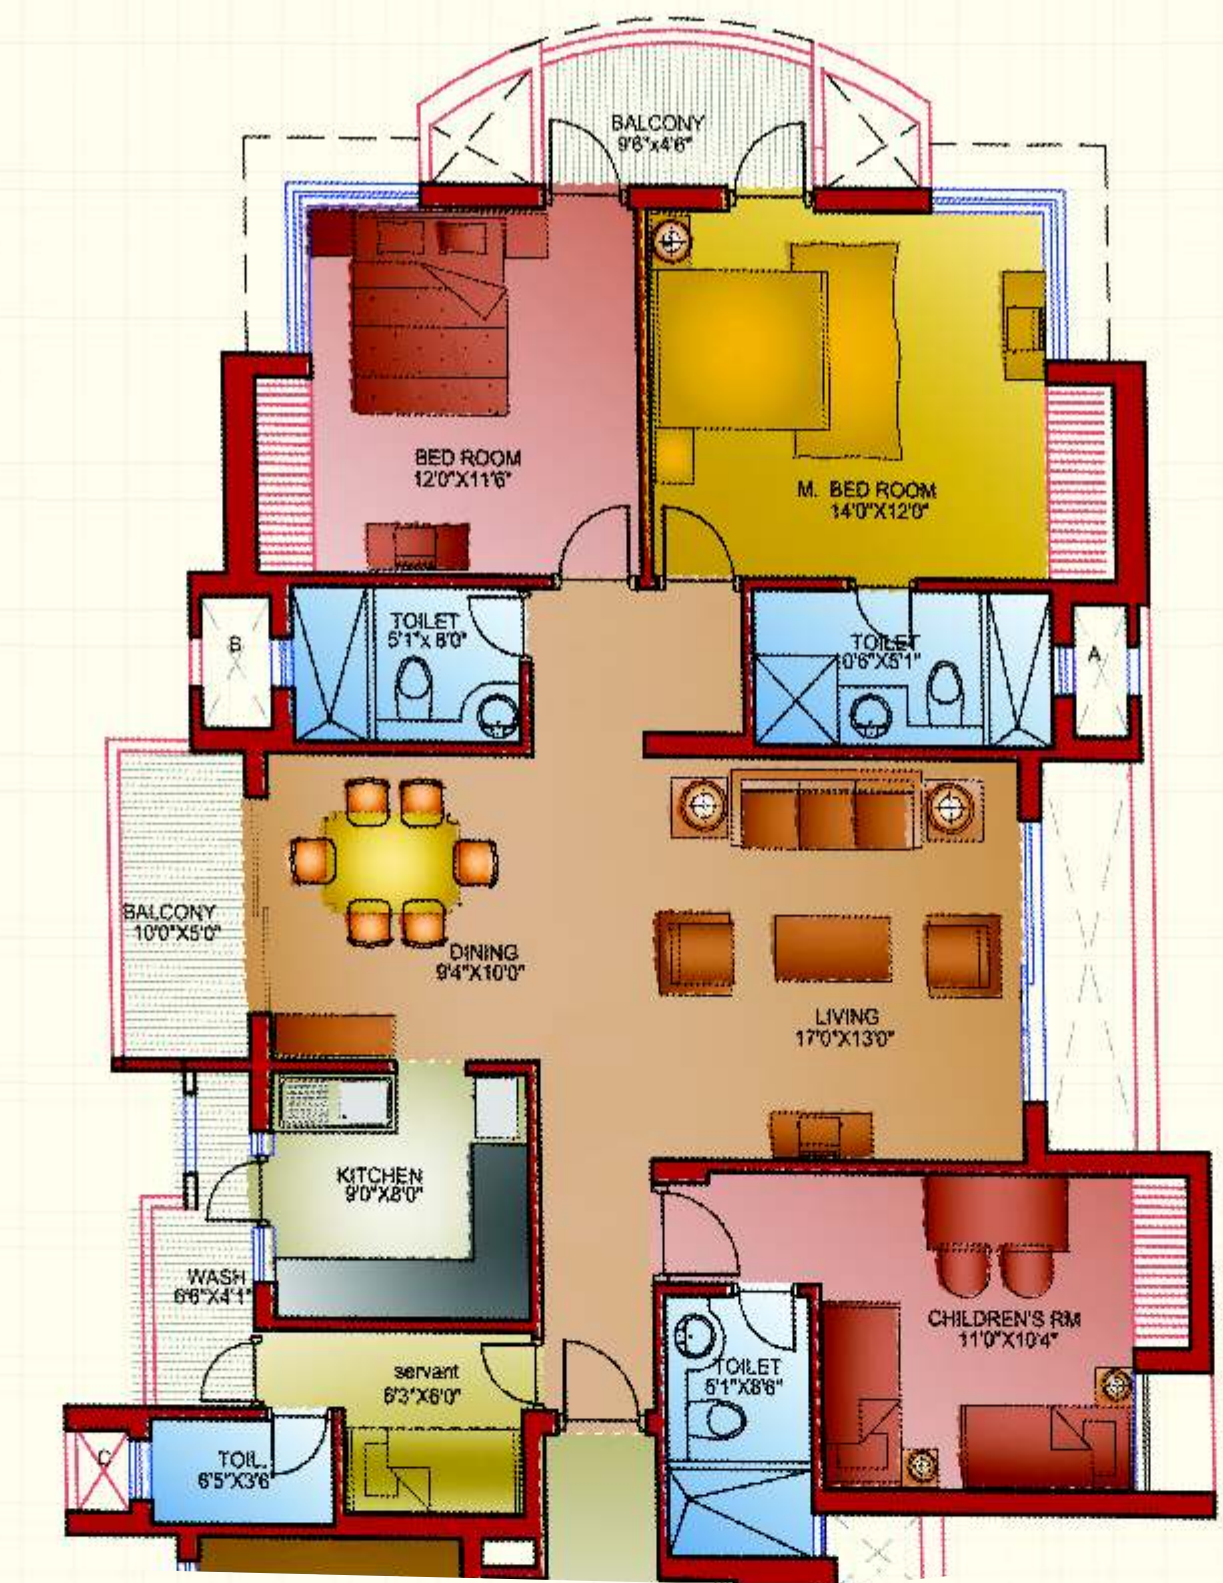 BALCONY
9'6"x4'6"
BED ROOM
12'0"X11'6"
M. BED ROOM
14'0"X12'0"
TOILET
5'1"x 8'0"
TOILET
0'6"X5'1"
B
A
BALCONY
10'0"X5'0"
DINING
9'4"X10'0"
LIVING
17'0"X13'0"
KITCHEN
9'0"X8'0"
WASH
6'6"X4'1"
CHILDREN'S RM
11'0"X10'4"
servant
6'3"X6'0"
TOILET
5'1"X8'6"
C
TOIL.
6'5"X3'6